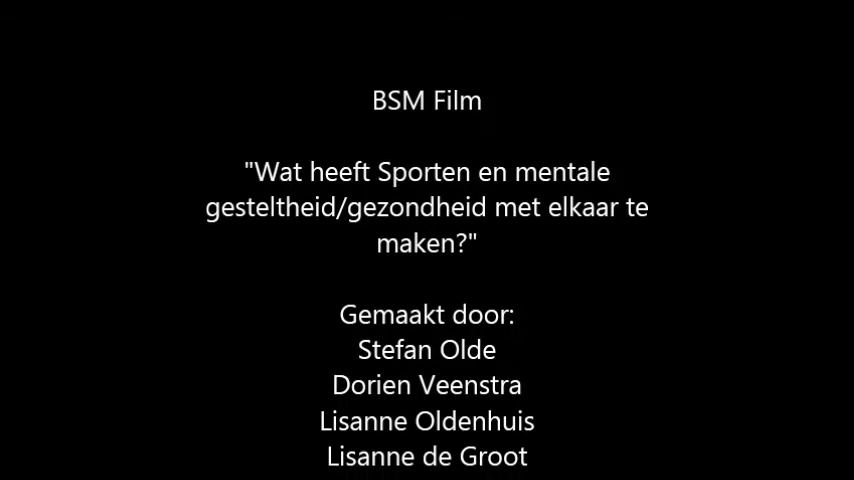 BSM Film
"Wat heeft Sporten en mentale
gesteltheid/gezondheid met elkaar te
maken?"
Gemaakt door:
Stefan Olde
Dorien Veenstra
Lisanne Oldenhuis
Lisanne de Groot